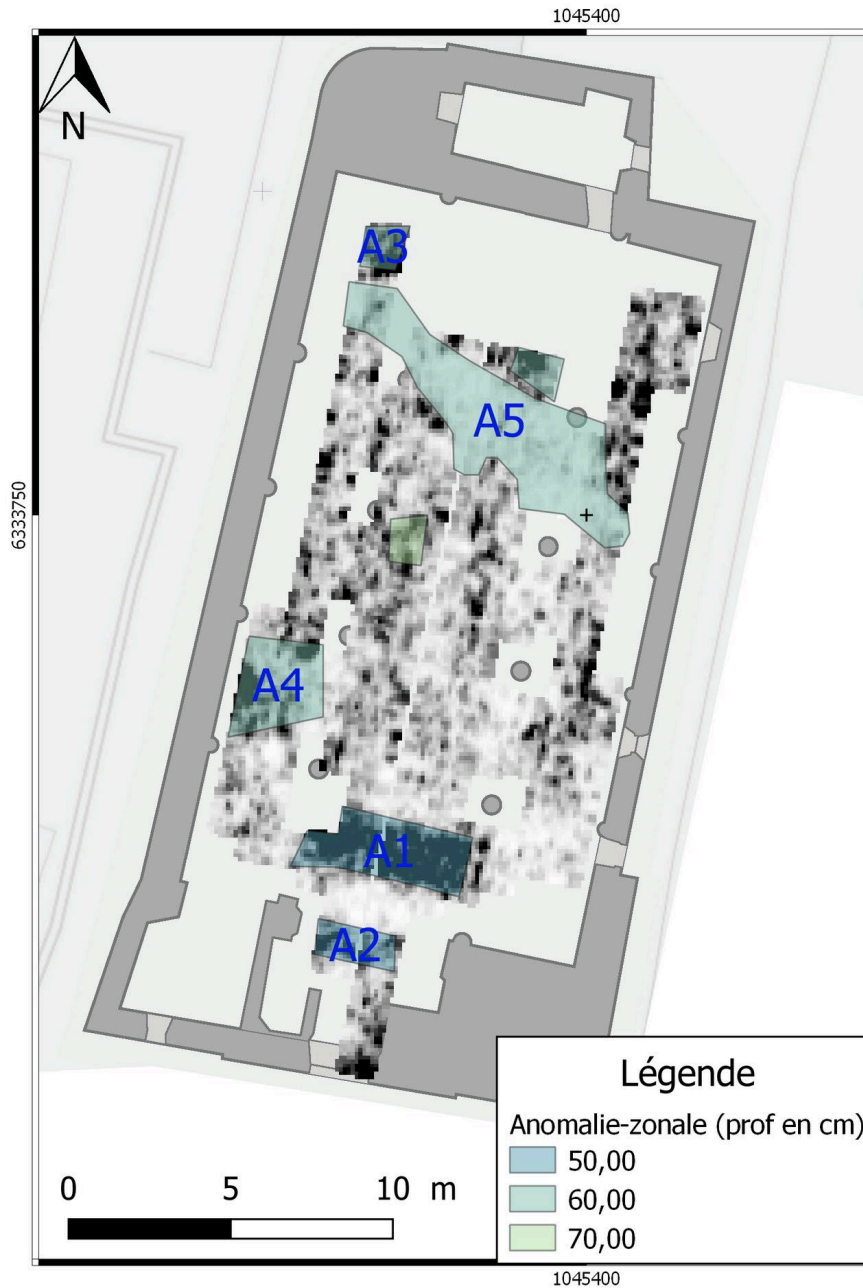 1045400
N
A3
A5
6333750
A4
A1
A2
Légende
Anomalie-zonale (prof en cm)
50,00
60,00
70,00
0 5 10 m
1045400